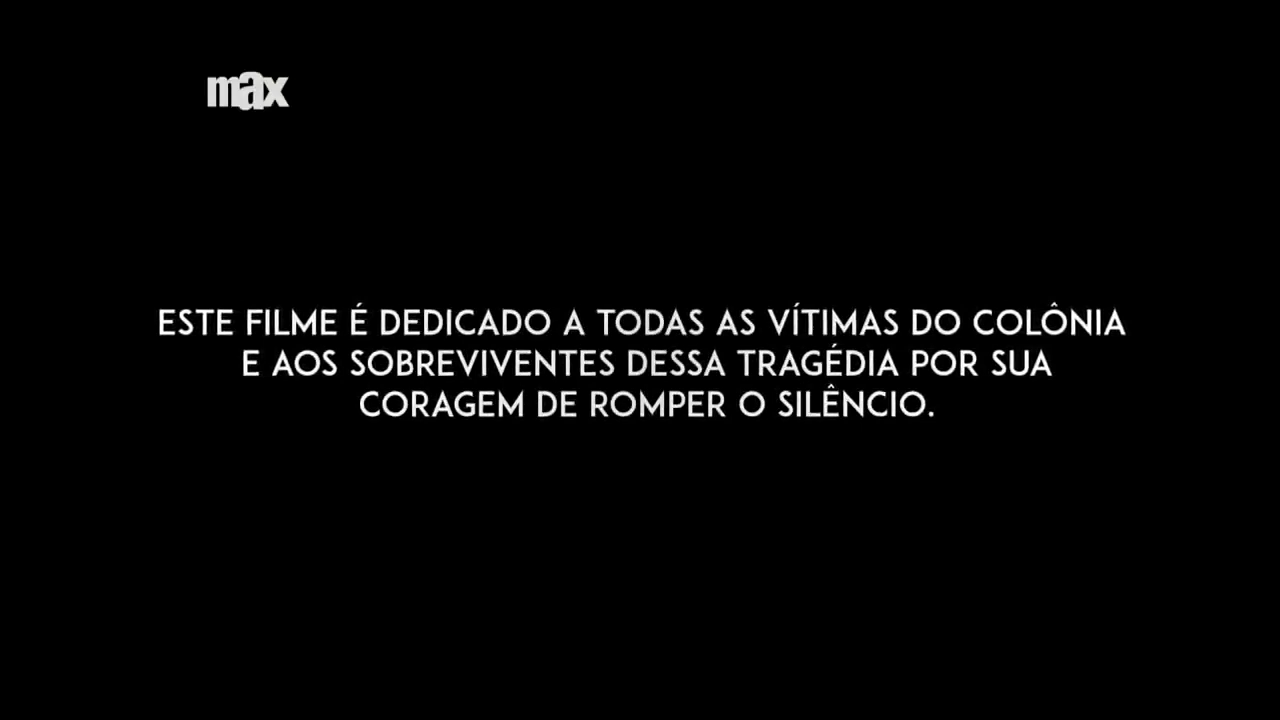 max
ESTE FILME É DEDICADO A TODAS AS VÍTIMAS DO COLÔNIA
E AOS SOBREVIVENTES DESSA TRAGÉDIA POR SUA
CORAGEM DE ROMPER O SILÊNCIO.